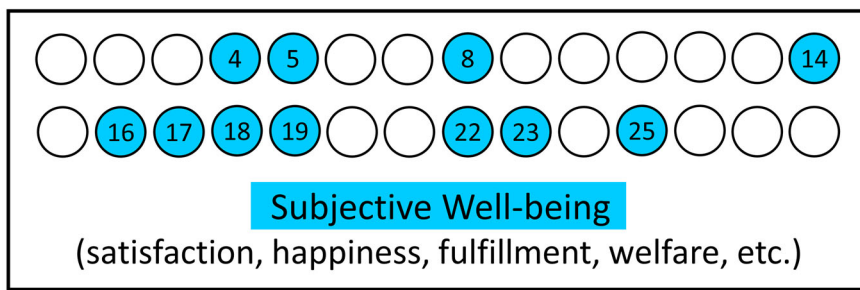 4 5 8 14
16 17 18 19 22 23 25
Subjective Well-being
(satisfaction, happiness, fulfillment, welfare, etc.)